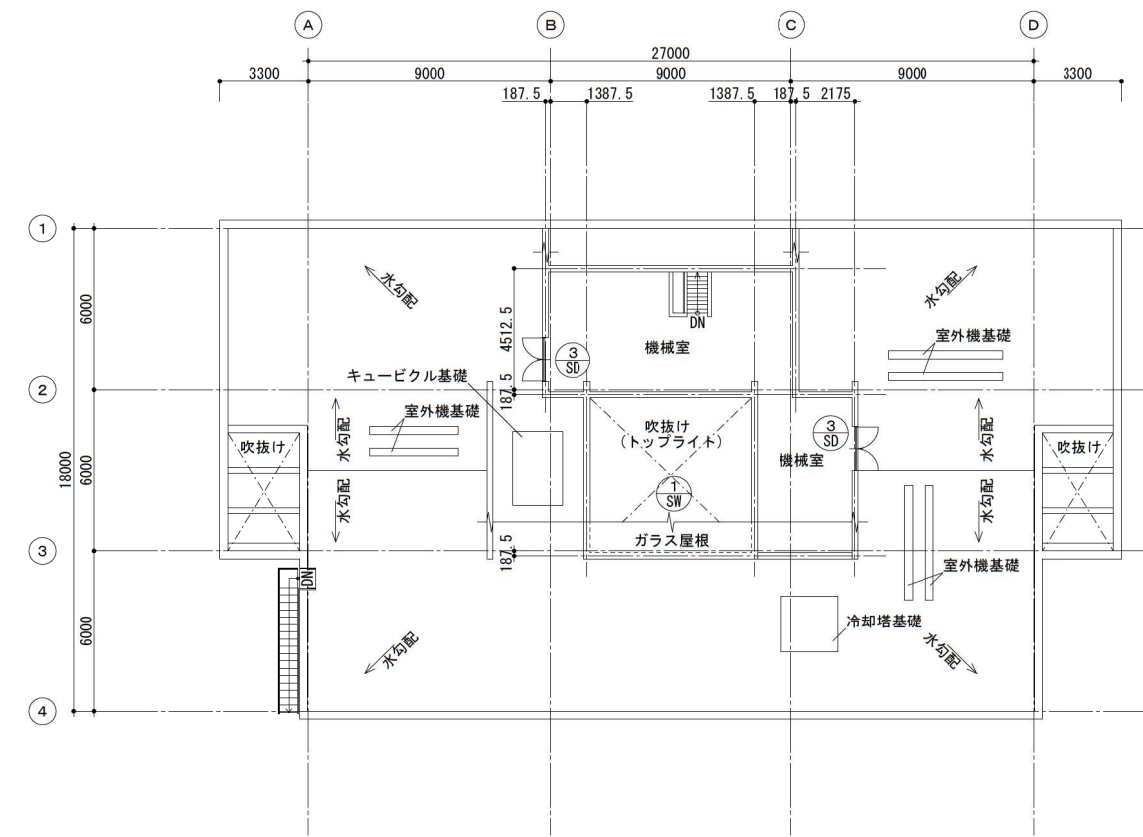 A
B
C
D
27000
3300
9000
9000
9000
3300
187.5
1387.5
1387.5
187.5
2175
1
水勾配
水勾配
6000
4512.5
DN
室外機基礎
機械室
3
SD
キュービクル基礎
2
187.5
室外機基礎
水勾配
吹抜け
(トップライト)
3
SD
水勾配
吹抜け
機械室
吹抜け
18000
6000
水勾配
1
SW
水勾配
ガラス屋根
3
187.5
室外機基礎
DN
冷却塔基礎
6000
水勾配
水勾配
4